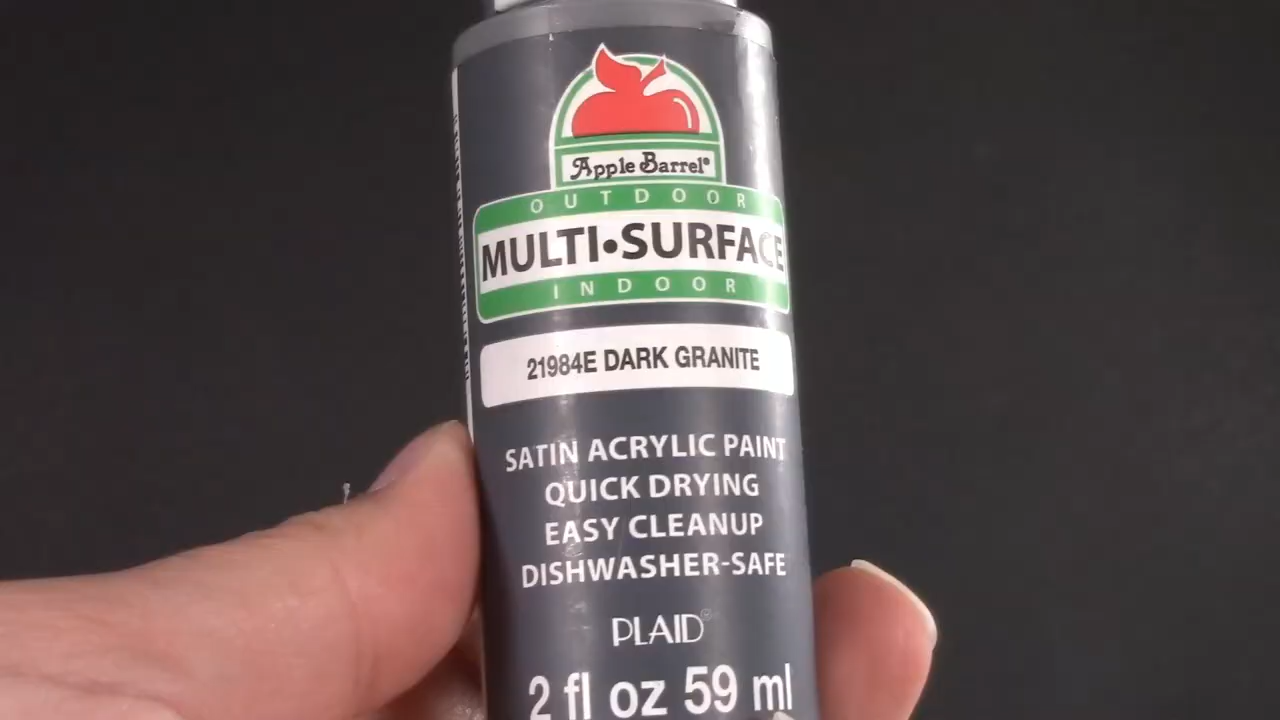 Apple Barrel®
OUTDOOR
MULTI•SURFACE
INDOOR
21984E DARK GRANITE
SATIN ACRYLIC PAINT
QUICK DRYING
EASY CLEANUP
DISHWASHER-SAFE
PLAID®
2 fl oz 59 ml